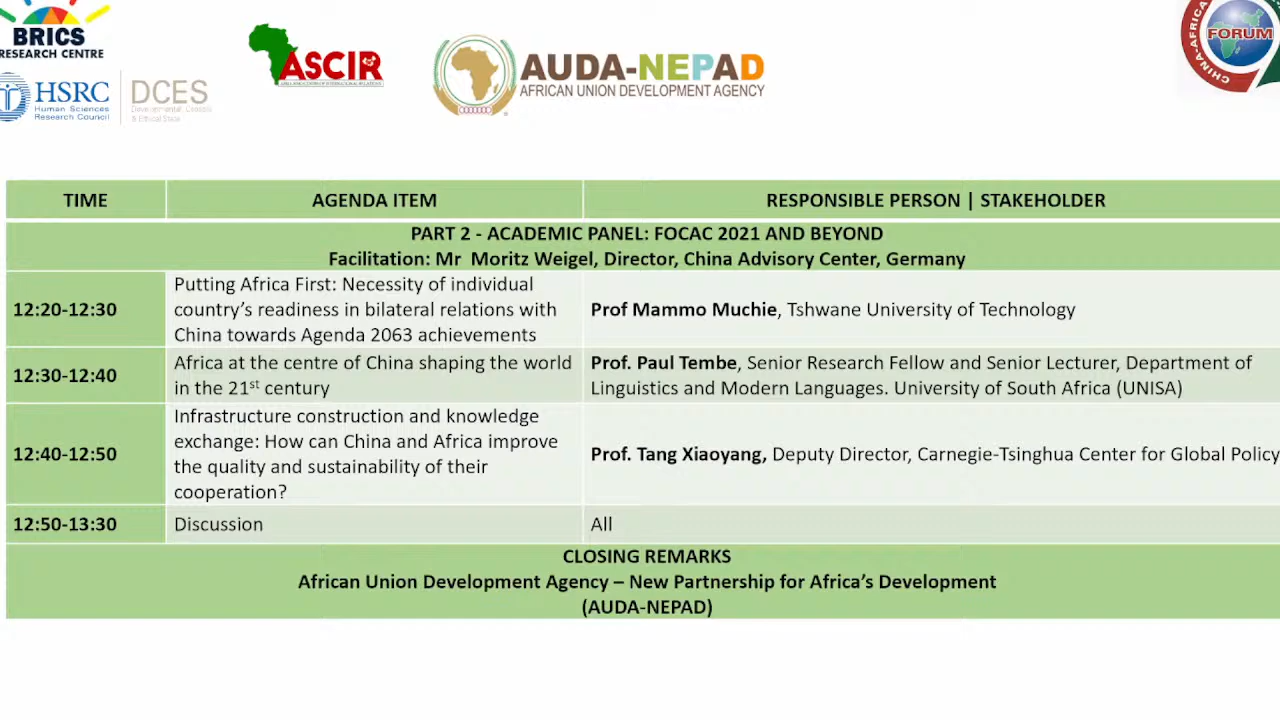 BRICS
RESEARCH CENTRE
HSRC
Human Sciences
Research Council
DCES
& Ethical State
ASCIR
AUDA-NEPAD
AFRICAN UNION DEVELOPMENT AGENCY
CHINA-AFRICA
FORUM
TIME
AGENDA ITEM
RESPONSIBLE PERSON | STAKEHOLDER
PART 2 - ACADEMIC PANEL: FOCAC 2021 AND BEYOND
Facilitation: Mr Moritz Weigel, Director, China Advisory Center, Germany
12:20-12:30
Putting Africa First: Necessity of individual
country’s readiness in bilateral relations with
China towards Agenda 2063 achievements
Prof Mammo Muchie, Tshwane University of Technology
12:30-12:40
Africa at the centre of China shaping the world
in the 21st century
Prof. Paul Tembe, Senior Research Fellow and Senior Lecturer, Department of
Linguistics and Modern Languages. University of South Africa (UNISA)
12:40-12:50
Infrastructure construction and knowledge
exchange: How can China and Africa improve
the quality and sustainability of their
cooperation?
Prof. Tang Xiaoyang, Deputy Director, Carnegie-Tsinghua Center for Global Policy
12:50-13:30
Discussion
All
CLOSING REMARKS
African Union Development Agency – New Partnership for Africa’s Development
(AUDA-NEPAD)